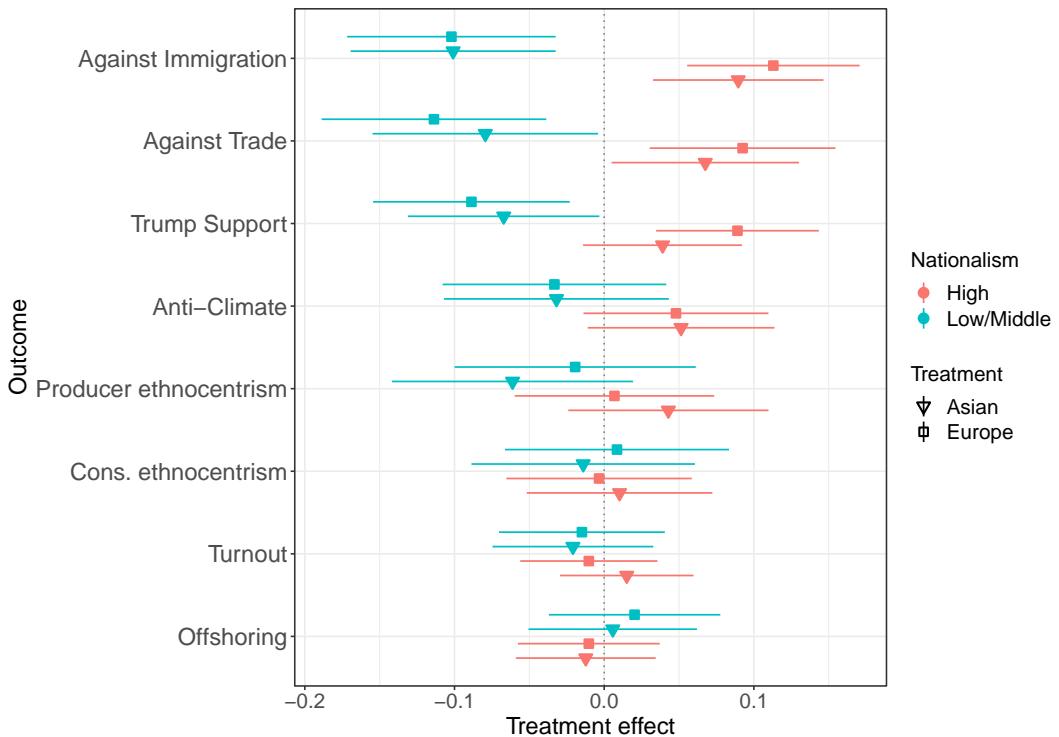 Outcome
Against Immigration
Against Trade
Trump Support
Anti−Climate
Producer ethnocentrism
Cons. ethnocentrism
Turnout
Offshoring
−0.2
−0.1
0.0
0.1
Treatment effect
Nationalism
High
Low/Middle
Treatment
Asian
Europe